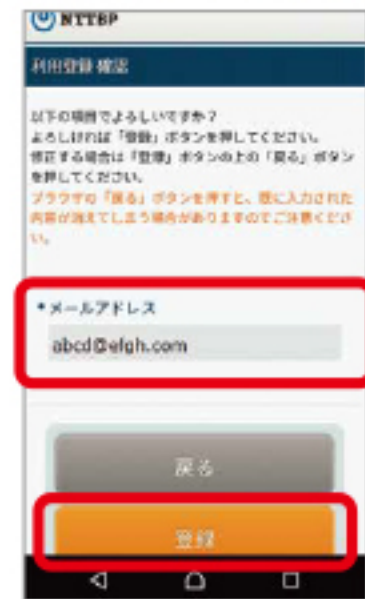 NTTBP
利用登録 確認
以下の項目でよろしいですか？
よろしければ「登録」ボタンを押してください。
修正する場合は「登録」ボタンの上の「戻る」ボタン
を押してください。
ブラウザの「戻る」ボタンを押すと、既に入力された
内容が消えてしまう場合がありますのでご注意くださ
い。
*メールアドレス
abcd@efgh.com
戻る
登録